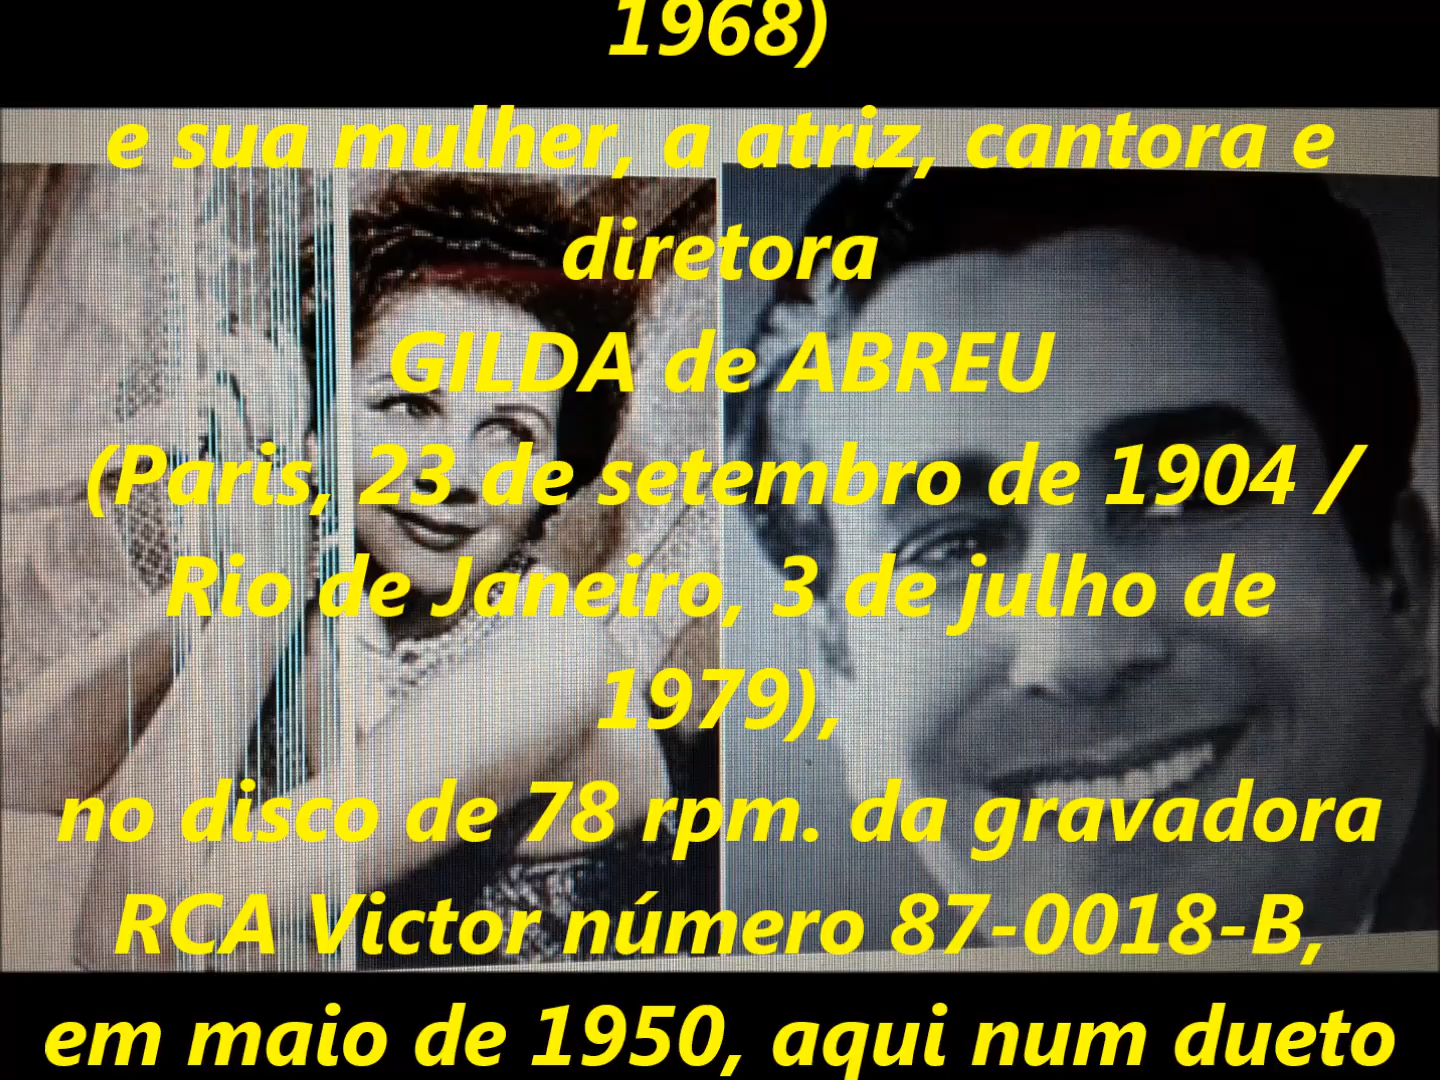 1968)
e sua mulher, a atriz, cantora e
diretora
GILDA de ABREU
(Paris, 23 de setembro de 1904 /
Rio de Janeiro, 3 de julho de
1979),
no disco de 78 rpm. da gravadora
RCA Victor número 87-0018-B,
em maio de 1950, aqui num dueto